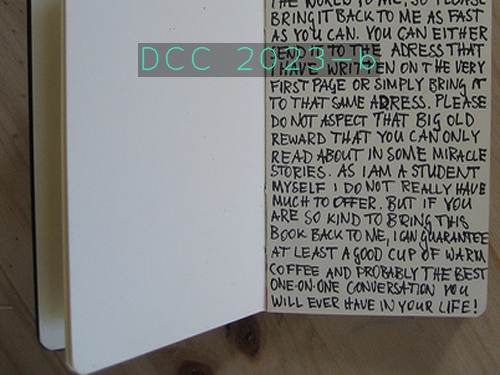 THE WORLD TO ME, SO PLEASE
BRING IT BACK TO ME AS FAST
AS YOU CAN. YOU CAN EITHER
SEND IT TO THE ADRESS THAT
DCC 2023-6
I HAVE WRITTEN ON THE VERY
FIRST PAGE OR SIMPLY BRING IT
TO THAT SAME ADRESS. PLEASE
DO NOT ASPECT THAT BIG OLD
REWARD THAT YOU CAN ONLY
READ ABOUT IN SOME MIRACLE
STORIES. AS I AM A STUDENT
MYSELF I DO NOT REALLY HAVE
MUCH TO OFFER. BUT IF YOU
ARE SO KIND TO BRING THIS
BOOK BACK TO ME, I CAN GUARANTEE
AT LEAST A GOOD CUP OF WARM
COFFEE AND PROBABLY THE BEST
ONE-ON-ONE CONVERSATION YOU
WILL EVER HAVE IN YOUR LIFE!